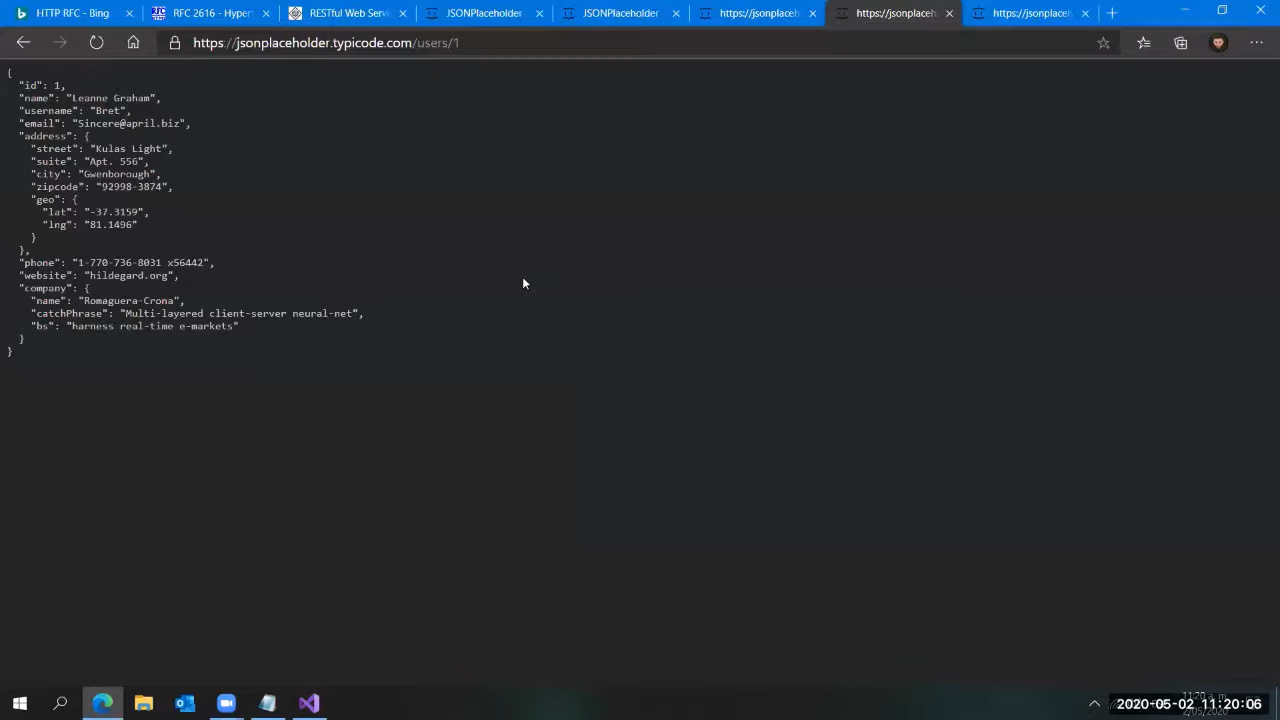 HTTP RFC - Bing
RFC 2616 - Hypert
RESTful Web Servi
JSONPlaceholder
JSONPlaceholder
https://jsonplaceh
https://jsonplaceh
https://jsonplaceh
https://jsonplaceholder.typicode.com/users/1
{
"id": 1,
"name": "Leanne Graham",
"username": "Bret",
"email": "Sincere@april.biz",
"address": {
"street": "Kulas Light",
"suite": "Apt. 556",
"city": "Gwenborough",
"zipcode": "92998-3874",
"geo": {
"lat": "-37.3159",
"lng": "81.1496"
}
},
"phone": "1-770-736-8031 x56442",
"website": "hildegard.org",
"company": {
"name": "Romaguera-Crona",
"catchPhrase": "Multi-layered client-server neural-net",
"bs": "harness real-time e-markets"
}
}
2020-05-02 11:20:06